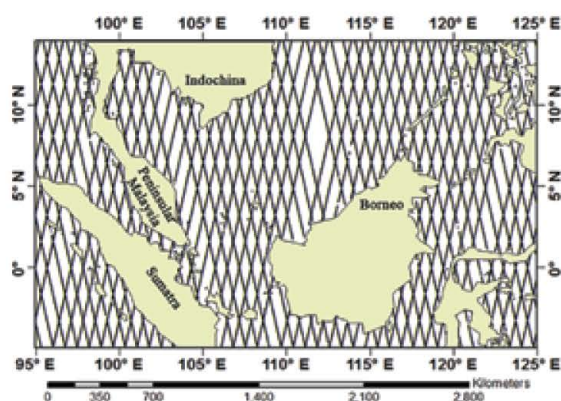 100° E 105° E 110° E 115° E 120° E 125° E
Indochina
10° N
10° N
Peninsular
Malaysia
5° N
5° N
Borneo
Sumatra
0°
0°
95° E 100° E 105° E 110° E 115° E 120° E 125° E
Kilometers
0 350 700 1.400 2.100 2.800